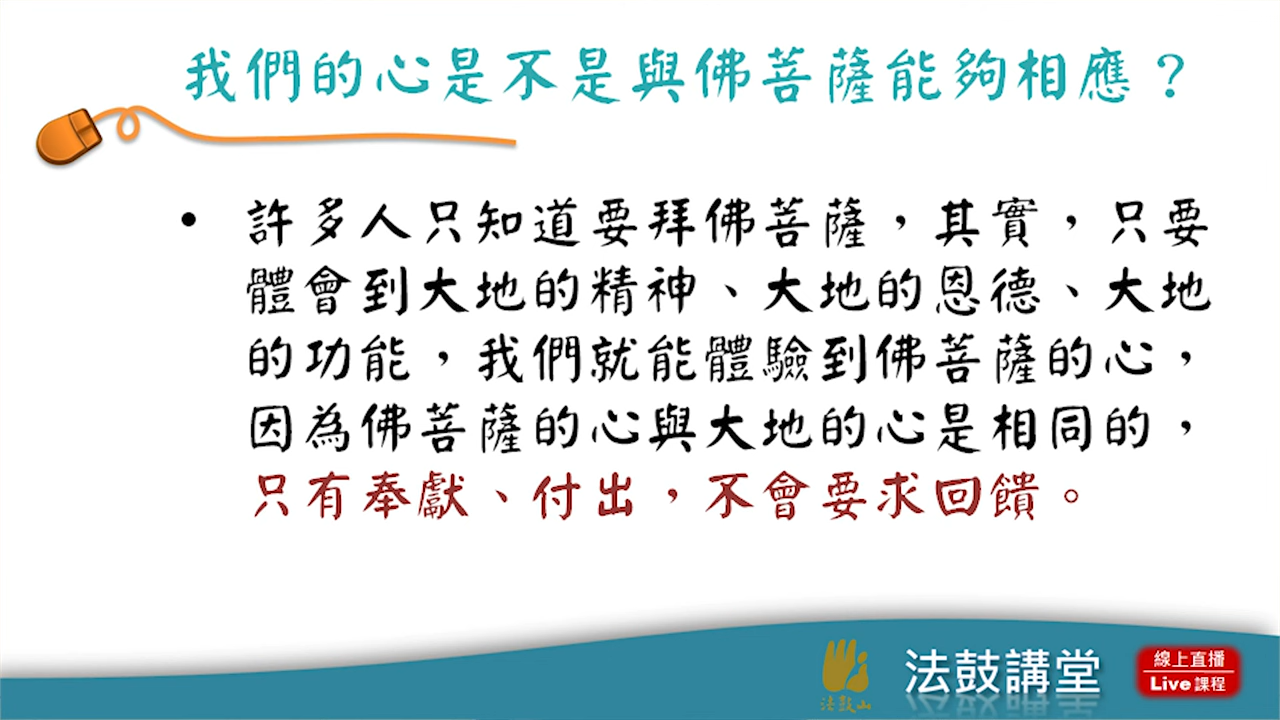 我們的心是不是與佛菩薩能夠相應？
• 許多人只知道要拜佛菩薩，其實，只要
體會到大地的精神、大地的恩德、大地
的功能，我們就能體驗到佛菩薩的心，
因為佛菩薩的心與大地的心是相同的，
只有奉獻、付出，不會要求回饋。
法鼓山
法鼓講堂
線上直播
Live 課程